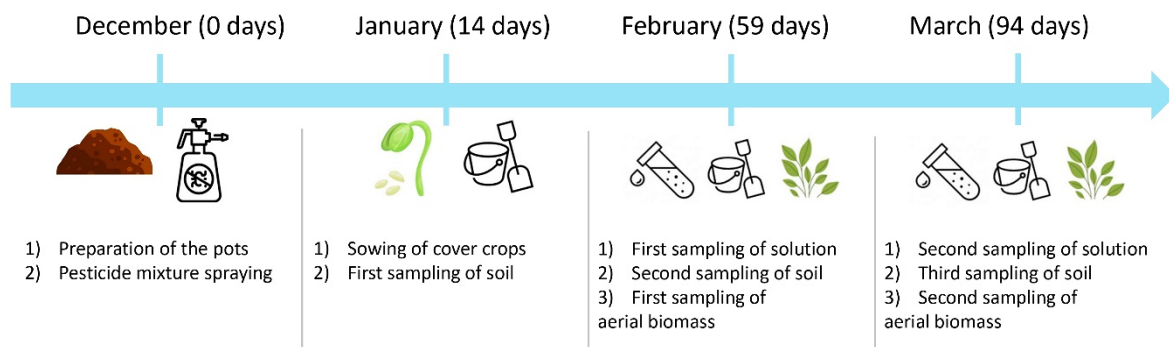 December (0 days)
January (14 days)
February (59 days)
March (94 days)
1) Preparation of the pots
2) Pesticide mixture spraying
1) Sowing of cover crops
2) First sampling of soil
1) First sampling of solution
2) Second sampling of soil
3) First sampling of
aerial biomass
1) Second sampling of solution
2) Third sampling of soil
3) Second sampling of
aerial biomass